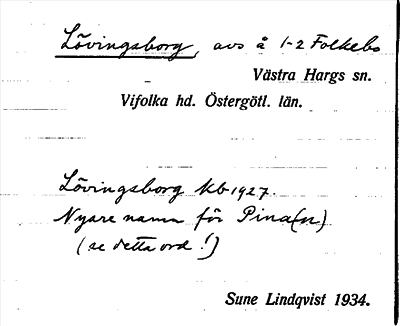 Lövingsborg, avs å 1-2 Folkebo
Västra Hargs sn.
Vifolka hd. Östergötl. län.
Lövingsborg kb 1927.
Nyare namn för Pina(n)
(se detta ord!)
Sune Lindqvist 1934.